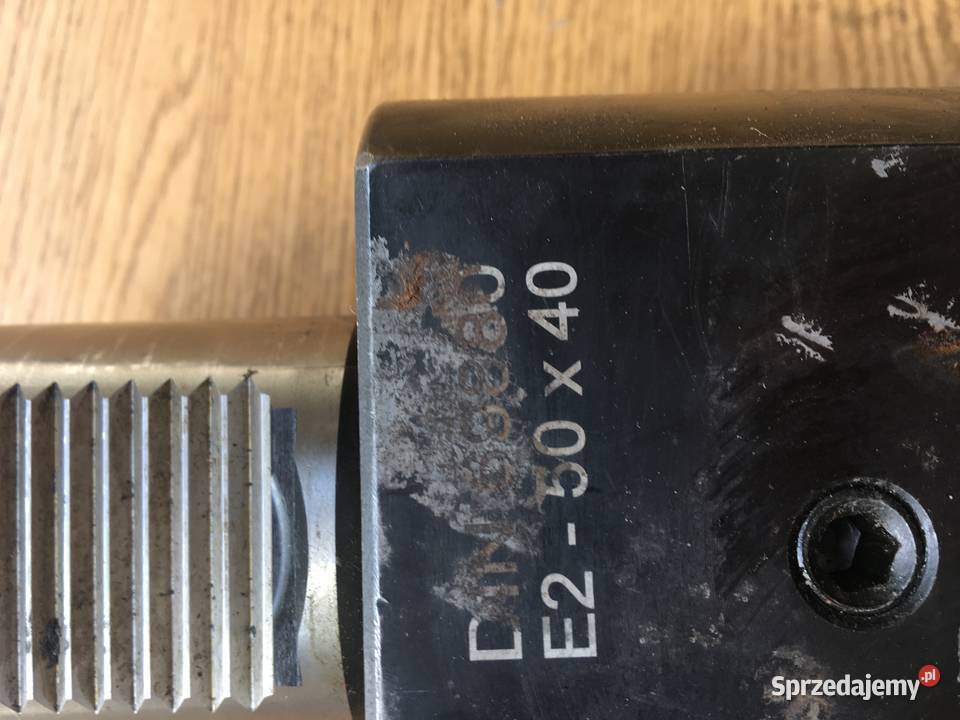 DIN 69880
E2 - 50 x 40
Sprzedajemy.pl